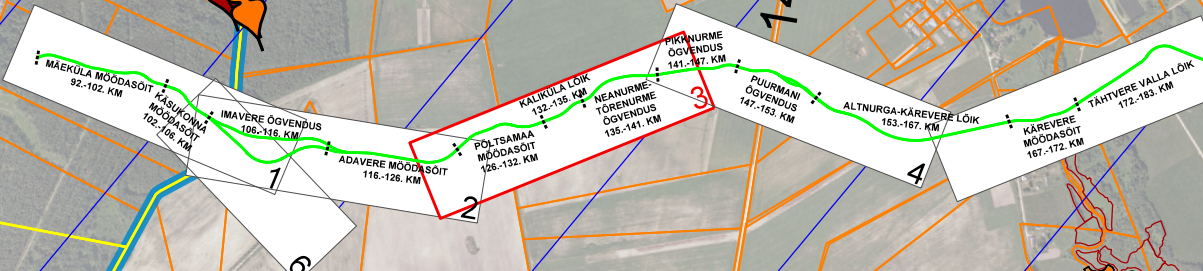 MÄEKÜLA MÖÖDASÕIT
92.-102. KM
KÄSUKONNA
MÖÖDASÕIT
102.-106. KM
IMAVERE ÕGVENDUS
106.-116. KM
1
6
ADAVERE MÖÖDASÕIT
116.-126. KM
2
PÕLTSAMAA
MÖÖDASÕIT
126.-132. KM
KALIKÜLA LÕIK
132.-135. KM
NEANURME-
TÕRENURME
ÕGVENDUS
135.-141. KM
PIKKNURME
ÕGVENDUS
141.-147. KM
3
14
PUURMANI
ÕGVENDUS
147.-153. KM
ALTNURGA-KÄREVERE LÕIK
153.-167. KM
4
KÄREVERE
MÖÖDASÕIT
167.-172. KM
TÄHTVERE VALLA LÕIK
172.-183. KM